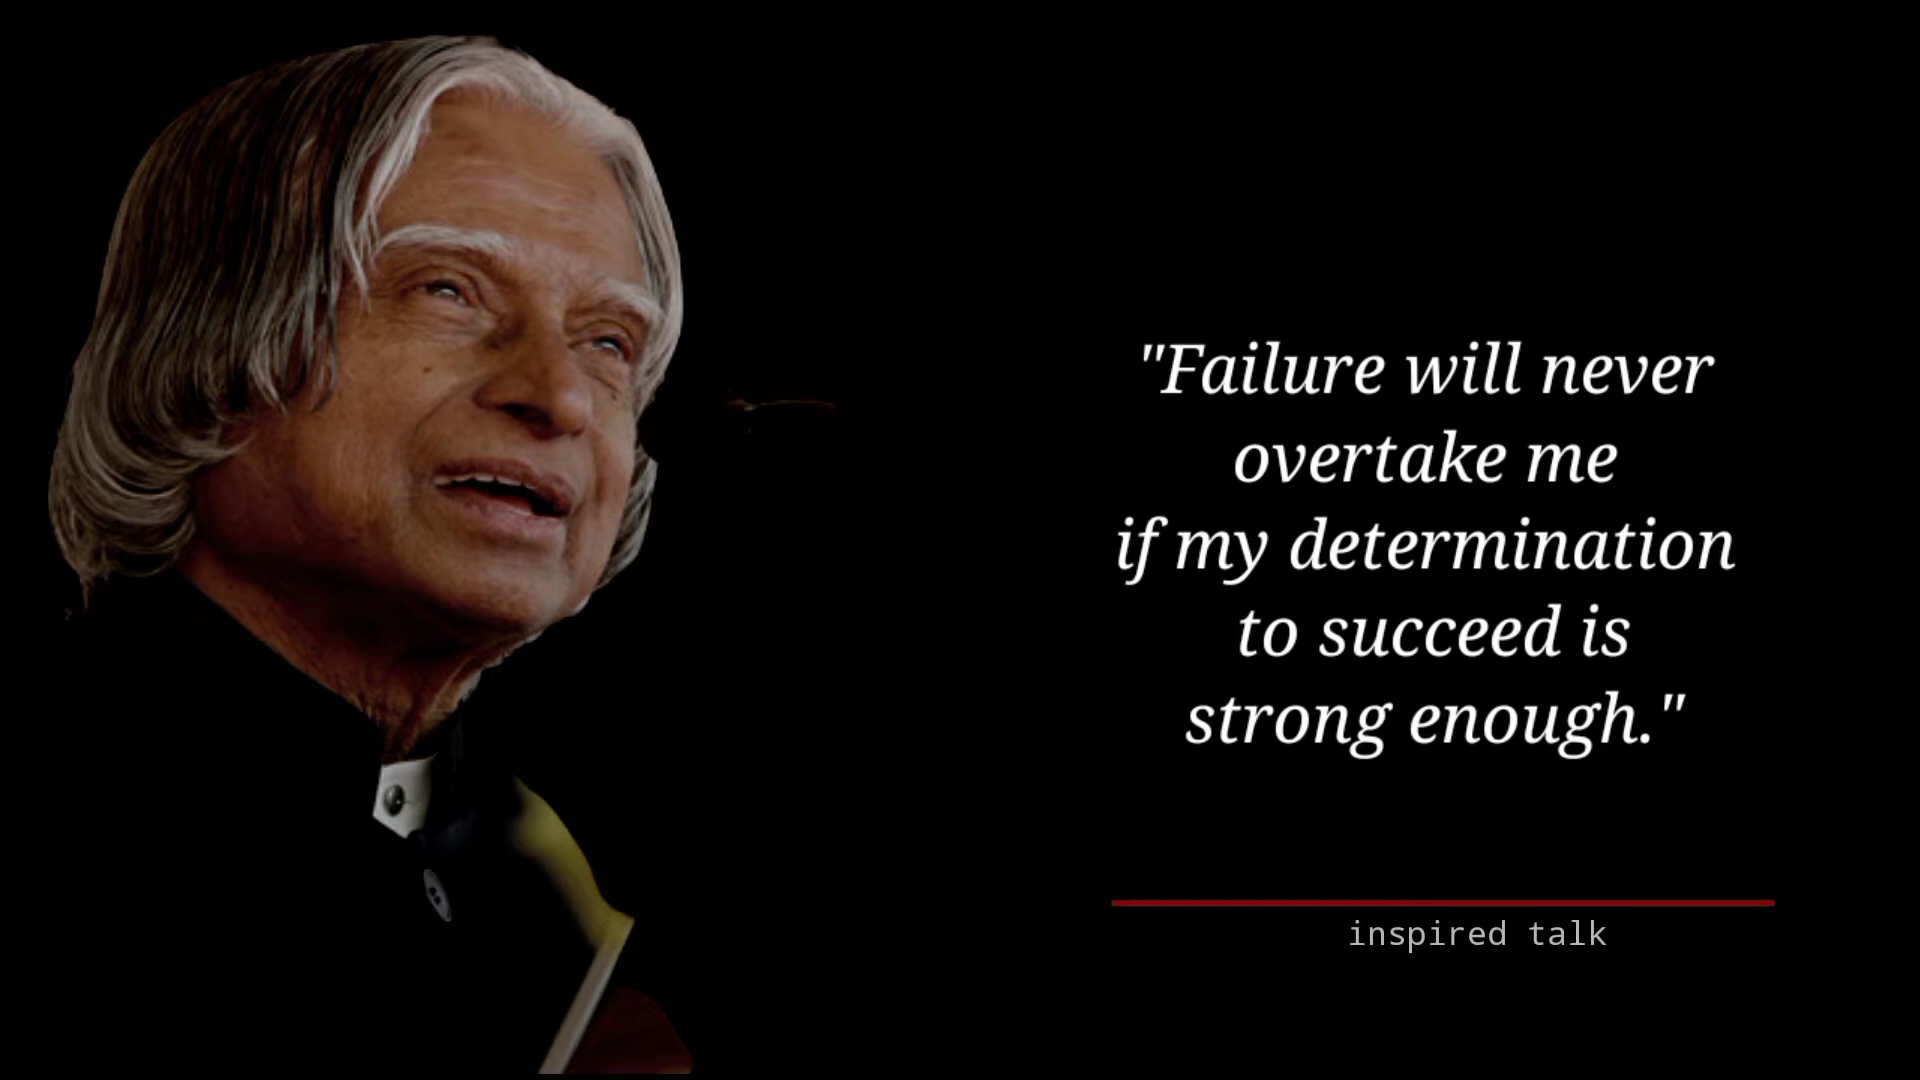 "Failure will never
overtake me
if my determination
to succeed is
strong enough."
inspired talk